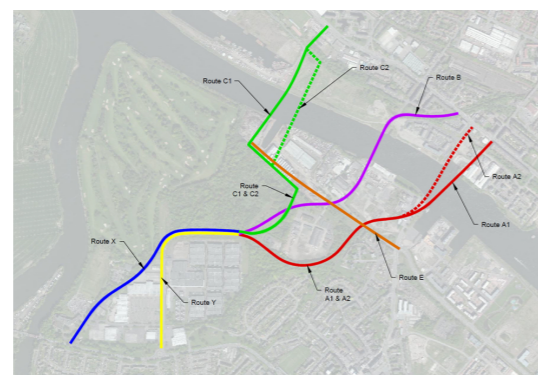 Route C1
Route C2
Route B
Route A2
Route
C1 & C2
Route A1
Route X
Route E
Route Y
Route
A1 & A2